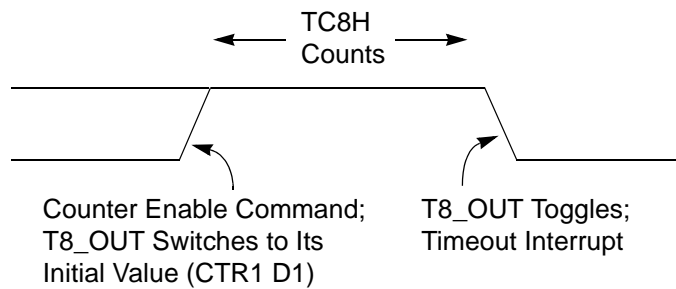 TC8H
Counts
Counter Enable Command;
T8_OUT Switches to Its
Initial Value (CTR1 D1)
T8_OUT Toggles;
Timeout Interrupt